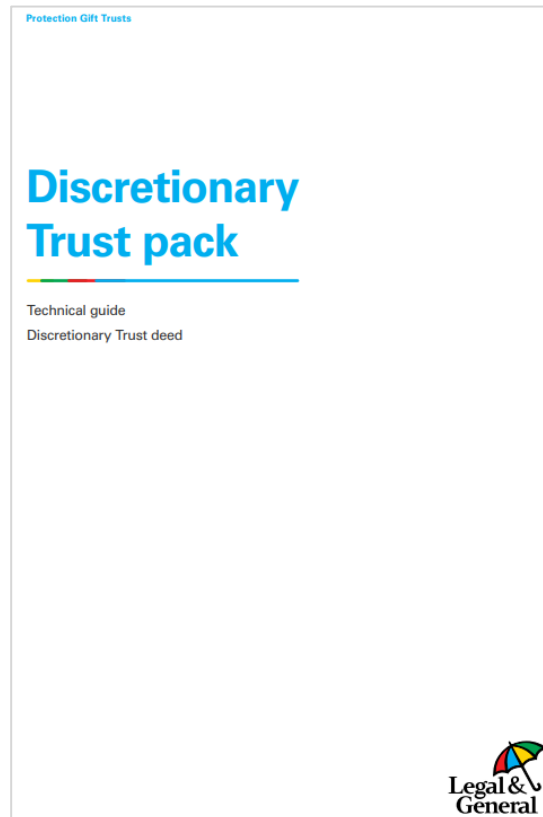 Protection Gift Trusts
Discretionary
Trust pack
Technical guide
Discretionary Trust deed
Legal &
General